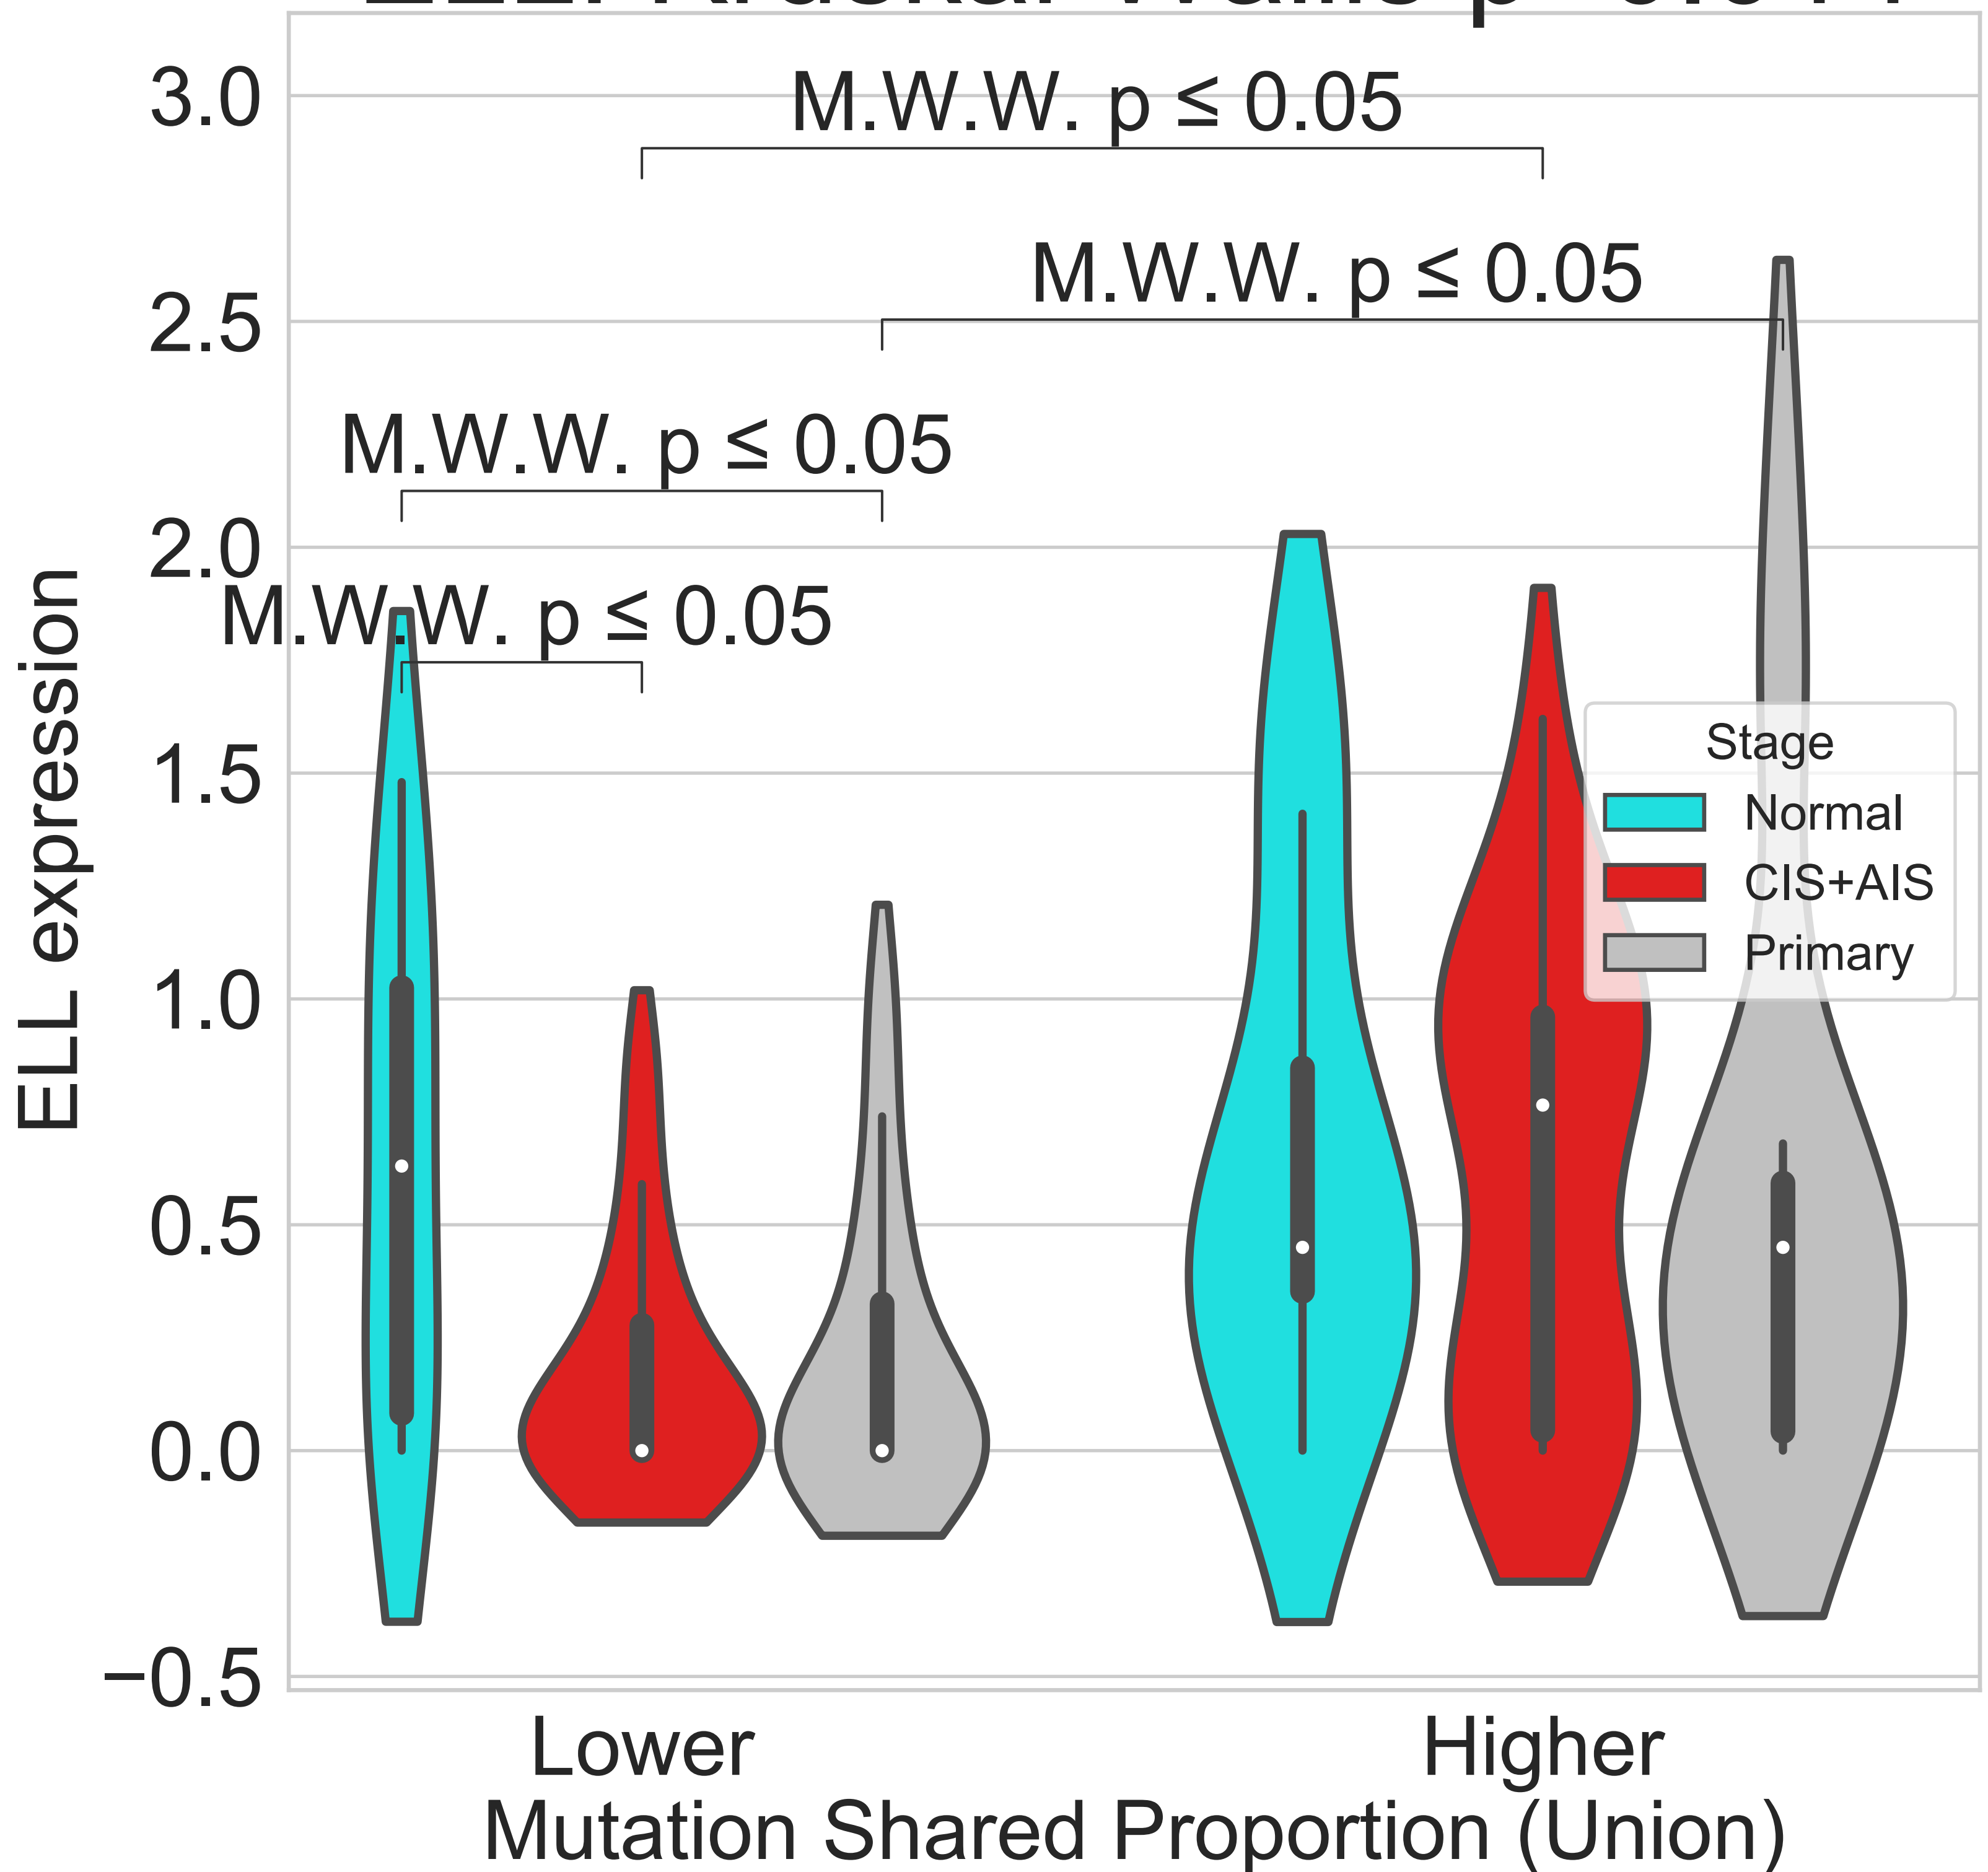 3.0
M.W.W. p ≤ 0.05
2.5
M.W.W. p ≤ 0.05
M.W.W. p ≤ 0.05
2.0
M.W.W. p ≤ 0.05
1.5
1.0
0.5
0.0
−0.5
ELL expression
Stage
Normal
CIS+AIS
Primary
Lower
Higher
Mutation Shared Proportion (Union)